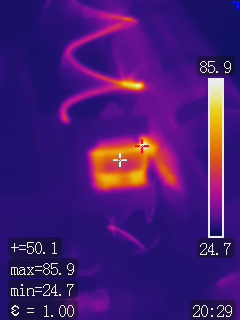 85.9
24.7
+=50.1
max=85.9
min=24.7
ε = 1.00
20:29